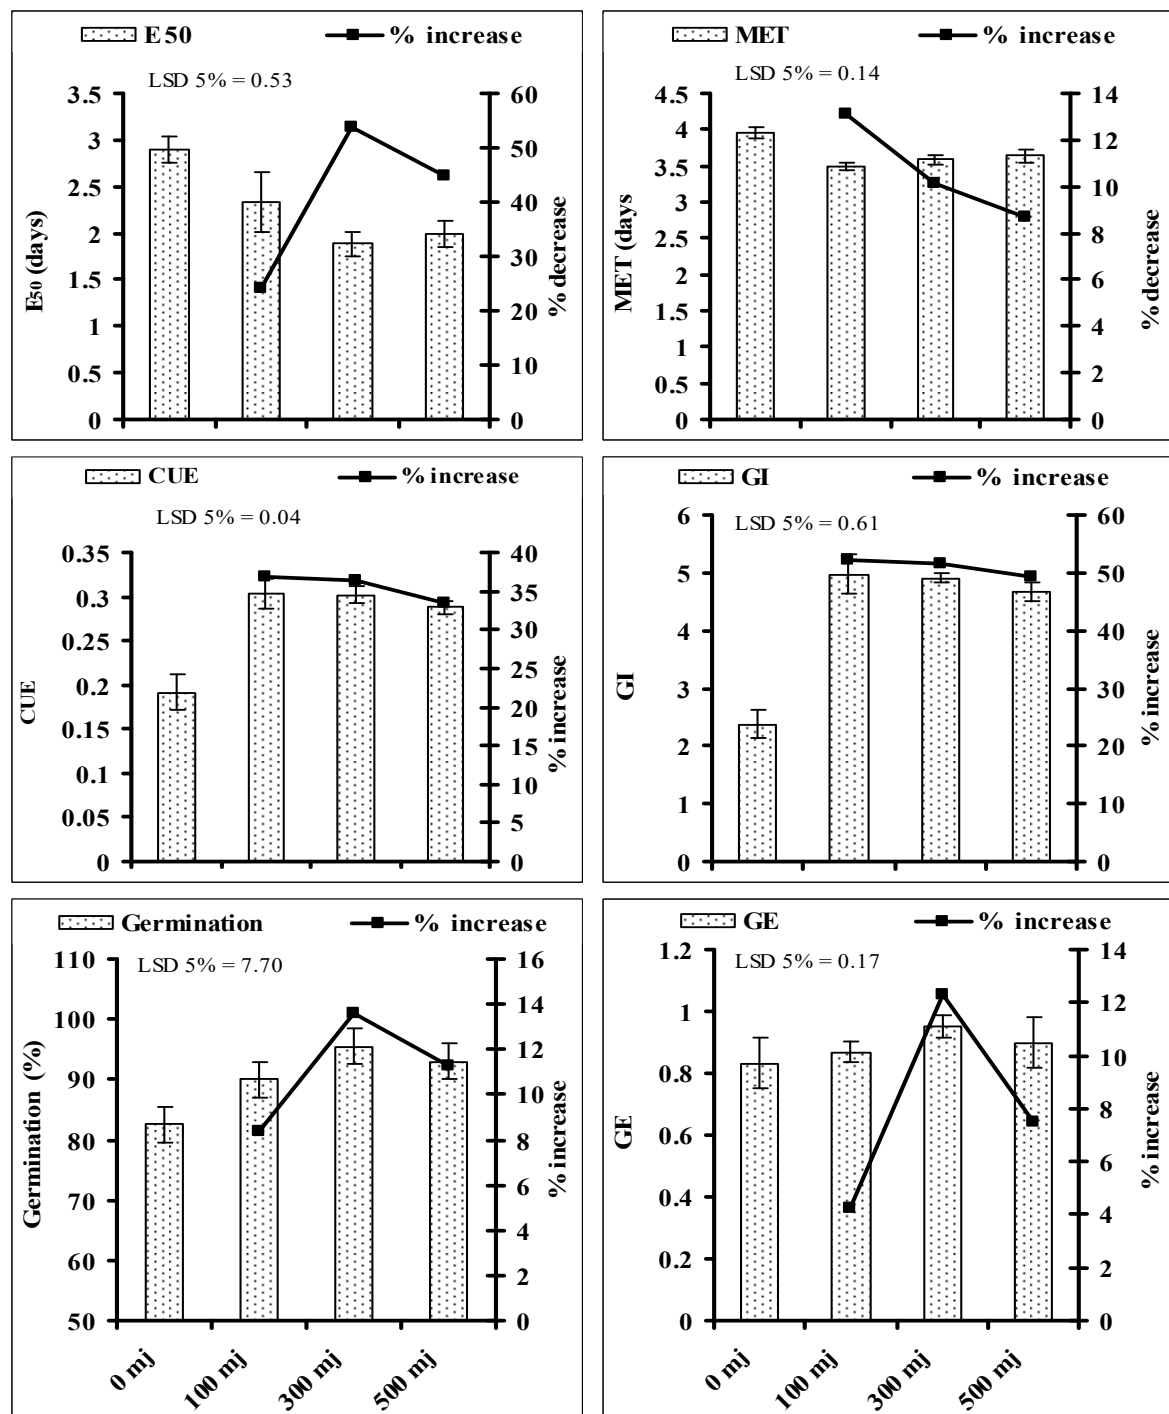 E50 % increase
LSD 5% = 0.53
3.5
3
2.5
2
1.5
1
0.5
0
E50 (days)
60
50
40
30
20
10
0
% decrease
MET % increase
LSD 5% = 0.14
4.5
4
3.5
3
2.5
2
1.5
1
0.5
0
MET (days
14
12
10
8
6
4
2
0
% decrease
CUE % increase
LSD 5% = 0.04
0.35
0.3
0.25
0.2
0.15
0.1
0.05
0
CUE
40
35
30
25
20
15
10
5
0
% increase
GI % increase
LSD 5% = 0.61
6
5
4
3
2
1
0
GI
60
50
40
30
20
10
0
% increase
Germination % increase
LSD 5% = 7.70
110
100
90
80
70
60
50
Germination (%)
16
14
12
10
8
6
4
2
0
% increase
0 mj
100 mj
300 mj
500 mj
GE % increase
LSD 5% = 0.17
1.2
1
0.8
0.6
0.4
0.2
0
GE
14
12
10
8
6
4
2
0
% increase
0 mj
100 mj
300 mj
500 mj